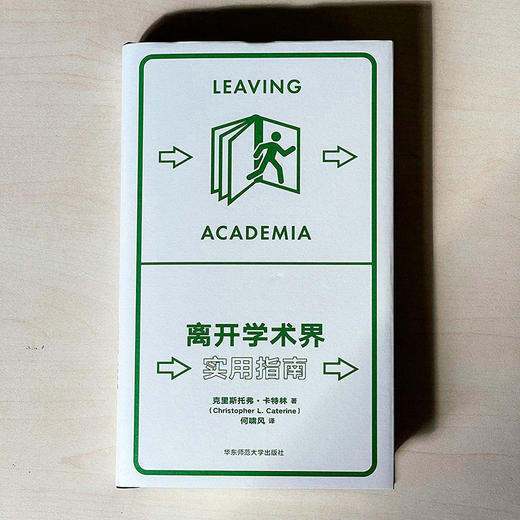 LEAVING
ACADEMIA
离开学术界
实用指南
克里斯托弗·卡特林 著
(Christopher L. Caterine)
何啸风 译
华东师范大学出版社